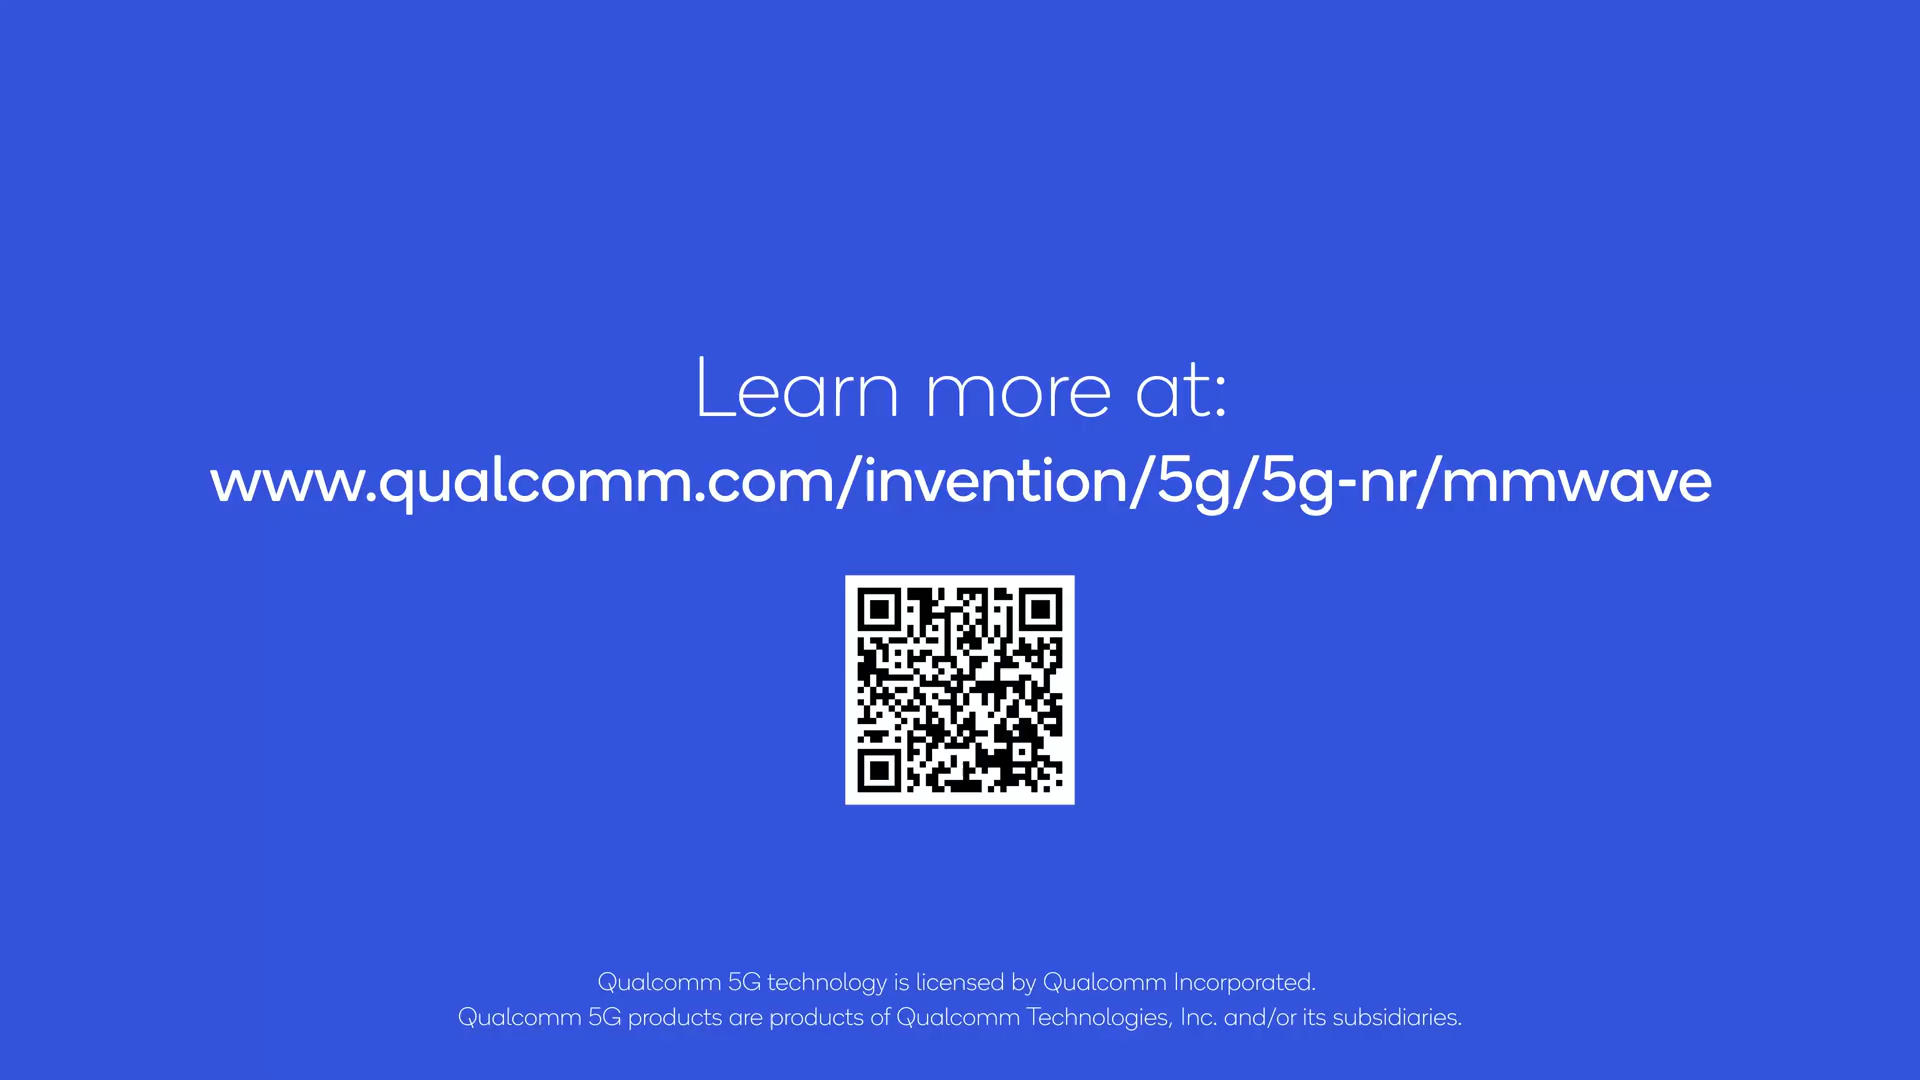 Learn more at:
www.qualcomm.com/invention/5g/5g-nr/mmwave
Qualcomm 5G technology is licensed by Qualcomm Incorporated.
Qualcomm 5G products are products of Qualcomm Technologies, Inc. and/or its subsidiaries.